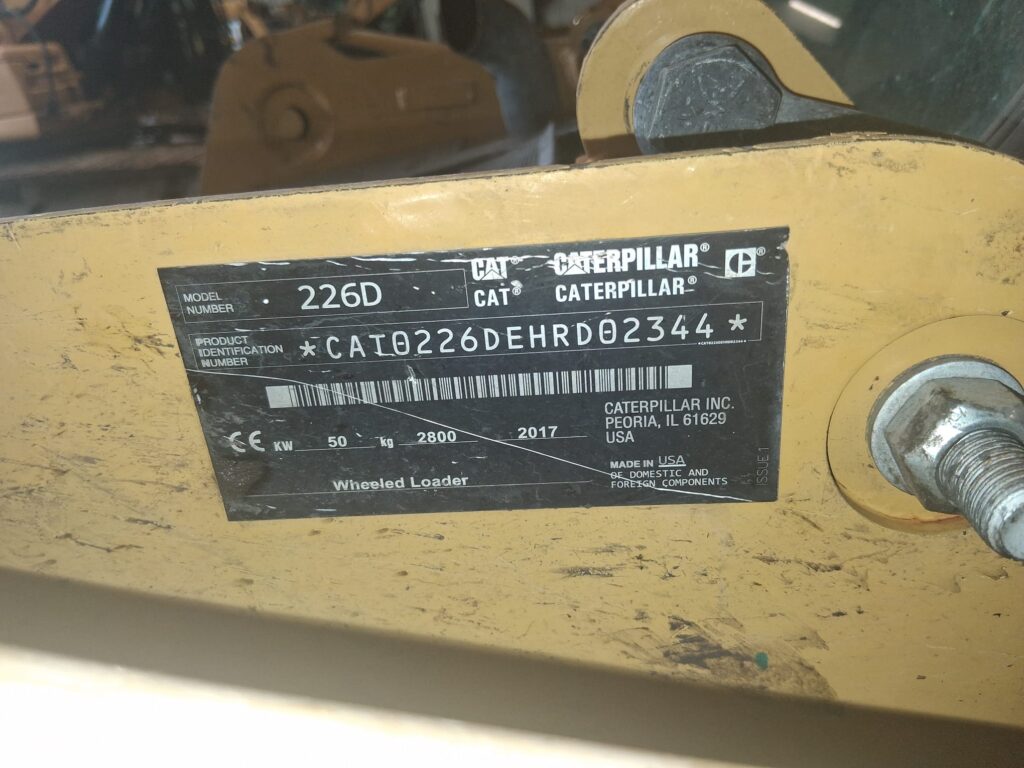 CAT® CATERPILLAR® C®
MODEL NUMBER 226D
CAT® CATERPILLAR®
PRODUCT IDENTIFICATION NUMBER *CAT0226DEHRD02344*
*CAT0226DEHRD02344*
CATERPILLAR INC.
PEORIA, IL 61629
USA
CE KW 50 kg 2800 2017
MADE IN USA
OF DOMESTIC AND
FOREIGN COMPONENTS
Wheeled Loader
ISSUE 1